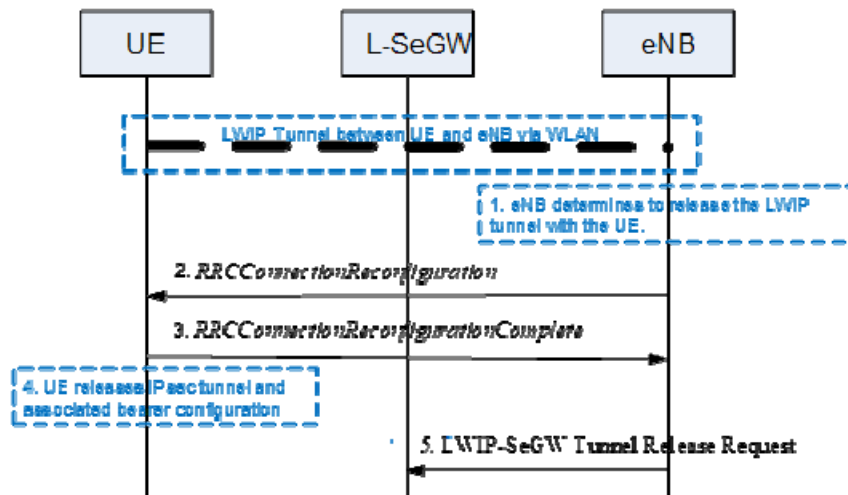 UE
L-SeGW
eNB
LWIP Tunnel between UE and eNB via WLAN
1. eNB determines to release the LWIP
tunnel with the UE.
2. RRCConnectionReconfiguration
3. RRCConnectionReconfigurationComplete
4. UE releases IPsec tunnel and
associated bearer configuration
5. LWIP-SeGW Tunnel Release Request